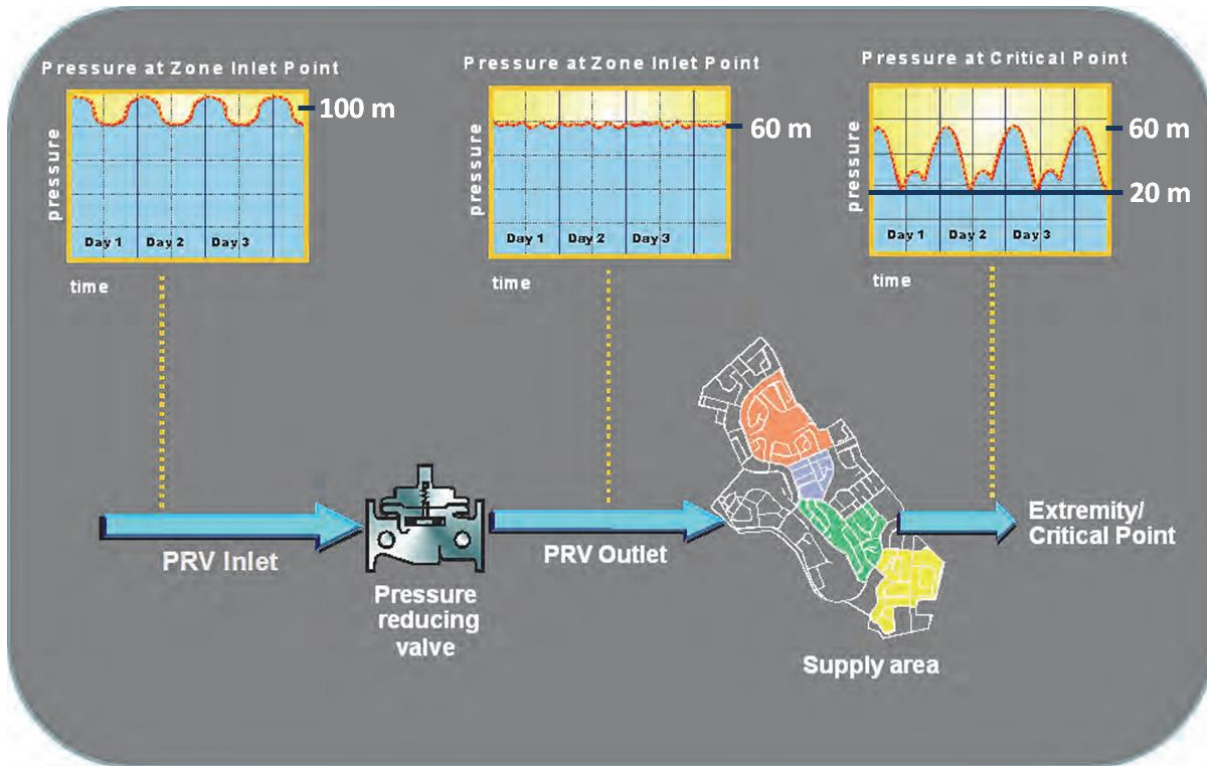 Pressure at Zone Inlet Point
100 m
pressure
Day 1 Day 2 Day 3
time
Pressure at Zone Inlet Point
60 m
pressure
Day 1 Day 2 Day 3
time
Pressure at Critical Point
60 m
20 m
pressure
Day 1 Day 2 Day 3
time
PRV Inlet
Pressure
reducing
valve
PRV Outlet
Supply area
Extremity/
Critical Point